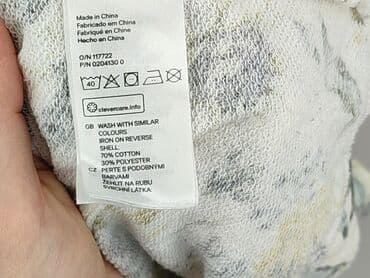 Made in China
Fabricado em China
Fabriqué en Chine
Hecho en China
O/N 117722
P/N 0204130 0
40
clevercare.info
GB WASH WITH SIMILAR
COLOURS
IRON ON REVERSE
SHELL:
70% COTTON
30% POLYESTER
CZ PERTE S PODOBNÝMI
BARVAMI
ŽEHLIT NA RUBU
SVRCHNÍ LÁTKA: